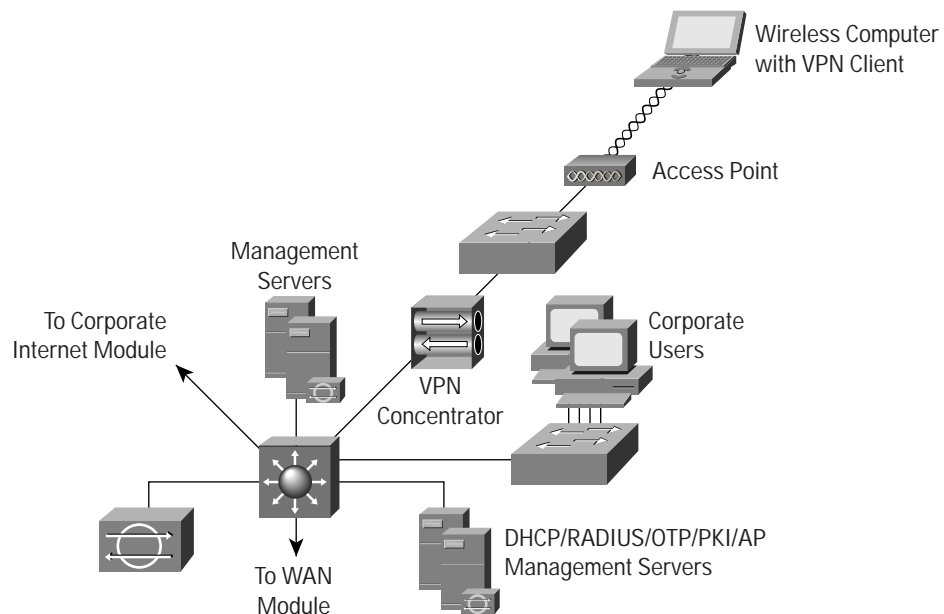 Wireless Computer
with VPN Client
Access Point
Management
Servers
To Corporate
Internet Module
Corporate
Users
VPN
Concentrator
DHCP/RADIUS/OTP/PKI/AP
Management Servers
To WAN
Module